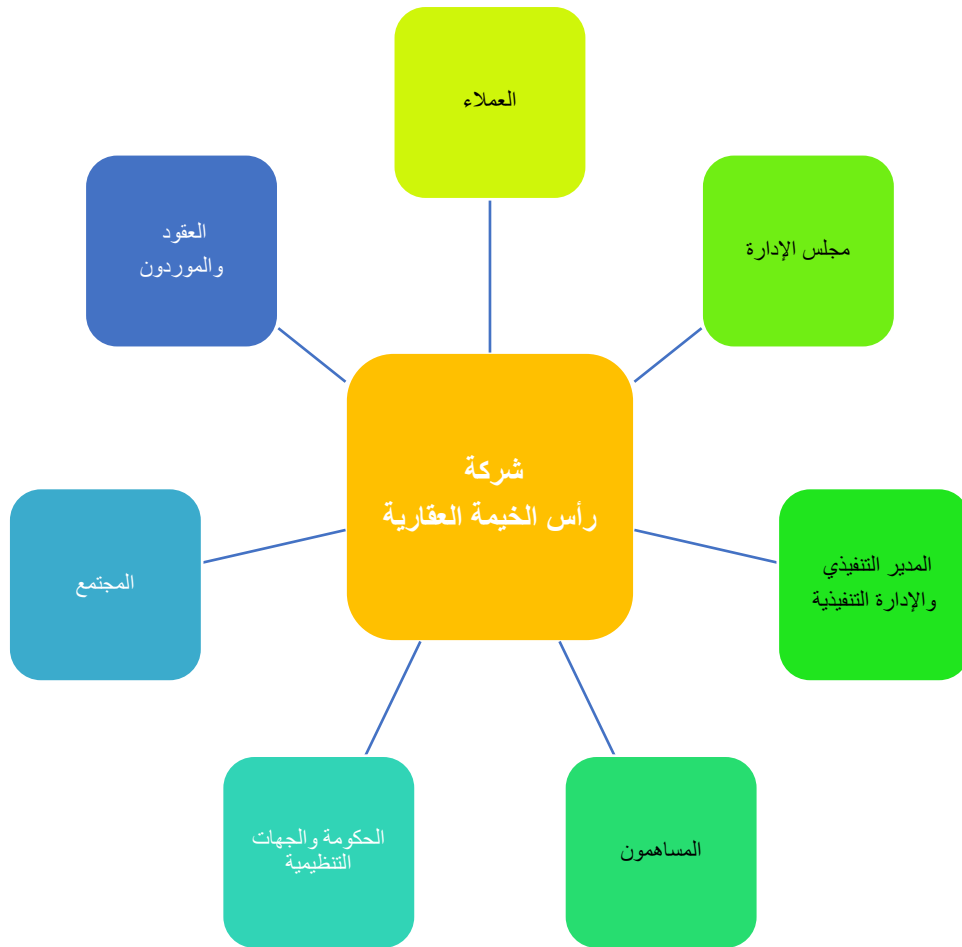 العملاء
مجلس الإدارة
العقود
والموردون
شركة
رأس الخيمة العقارية
المدير التنفيذي
والإدارة التنفيذية
المجتمع
المساهمون
الحكومة والجهات
التنظيمية